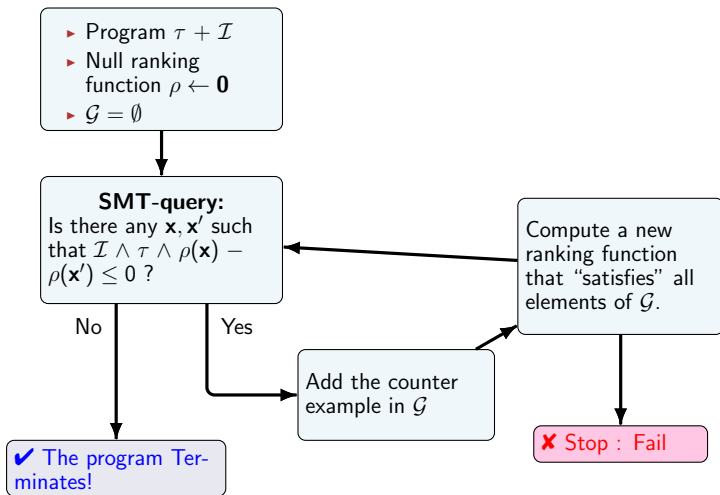 ▸ Program τ + ℐ
▸ Null ranking
function ρ ← 𝟎
▸ 𝒢 = ∅
SMT-query:
Is there any 𝐱, 𝐱′ such
that ℐ ∧ τ ∧ ρ(𝐱) −
ρ(𝐱′) ≤ 0 ?
No
Yes
Add the counter
example in 𝒢
Compute a new
ranking function
that “satisfies” all
elements of 𝒢.
✔ The program Ter-
minates!
✘ Stop : Fail